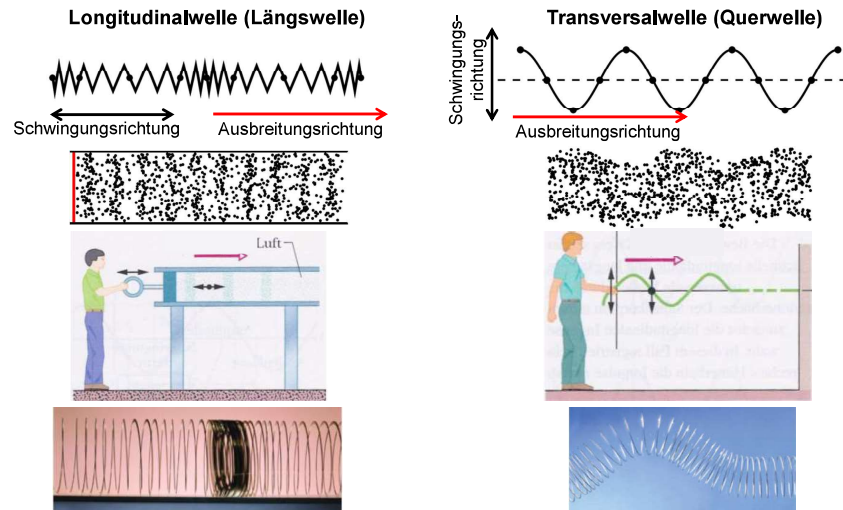 Longitudinalwelle (Längswelle)
Schwingungsrichtung
Ausbreitungsrichtung
Luft
Transversalwelle (Querwelle)
Schwingungs-
richtung
Ausbreitungsrichtung